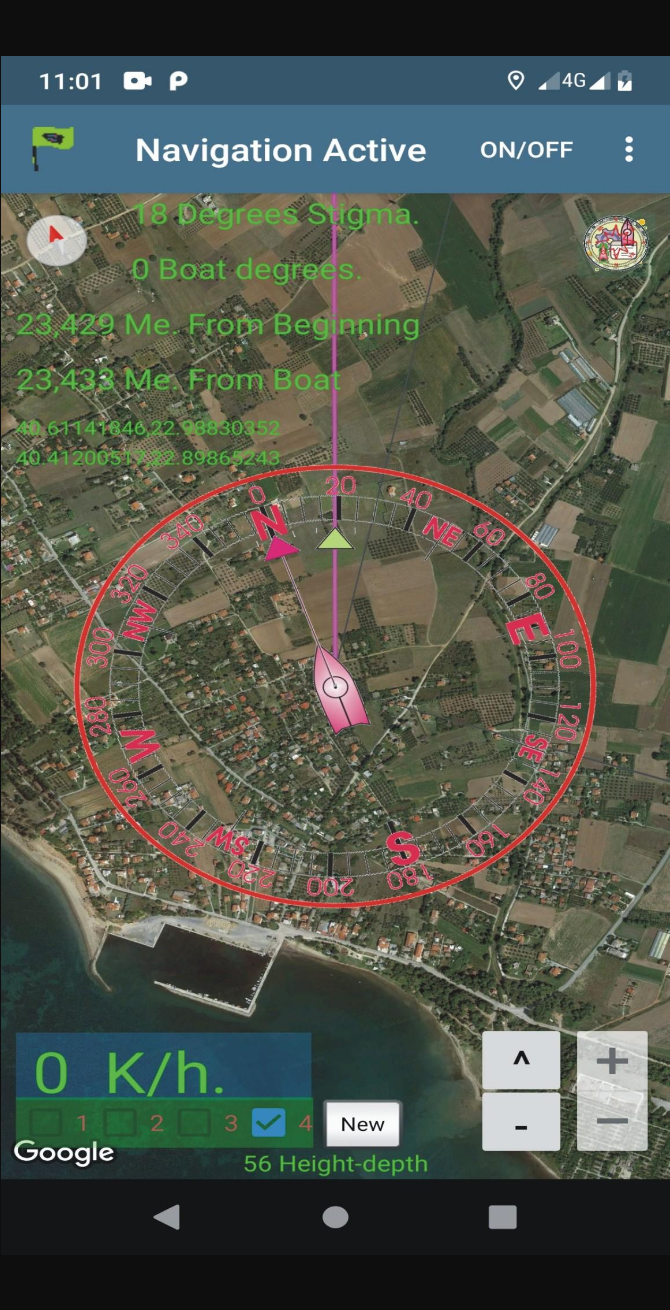 11:01
4G
Navigation Active
ON/OFF
18 Degrees Stigma.
0 Boat degrees.
23,429 Me. From Beginning
23,433 Me. From Boat
40.61141846,22.98830352
40.41200517,22.89865243
0 20 40 60 80 100 120 140 160 180 200 220 240 260 280 300 320 340
N NE E SE S SW W NW
0 K/h.
^
+
1 2 3 4
New
-
−
Google
56 Height-depth